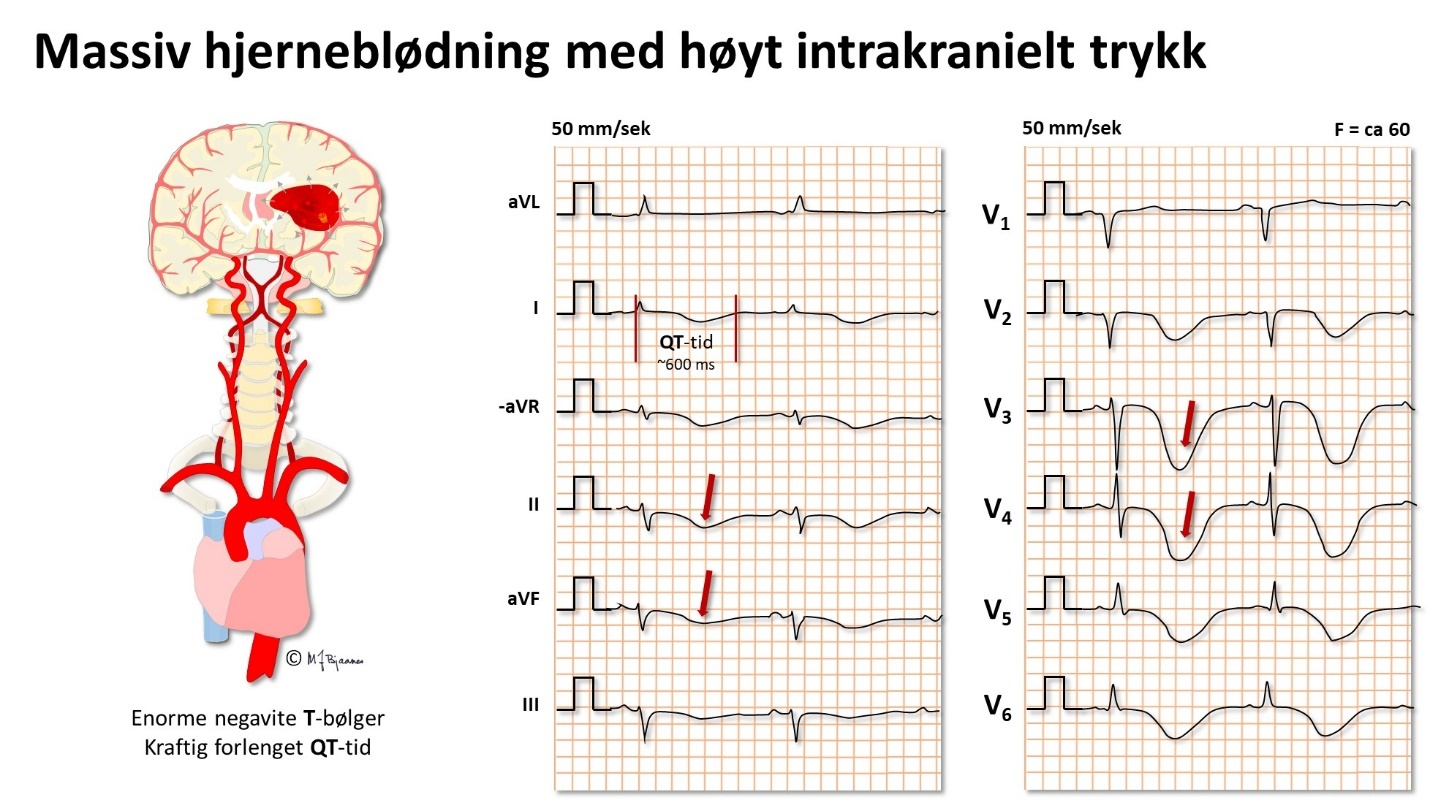 Massiv hjerneblødning med høyt intrakranielt trykk
50 mm/sek
aVL
I
QT-tid
~600 ms
-aVR
II
aVF
III
50 mm/sek
F = ca 60
V1
V2
V3
V4
V5
V6
© M J Bjaanæs
Enorme negavite T-bølger
Kraftig forlenget QT-tid